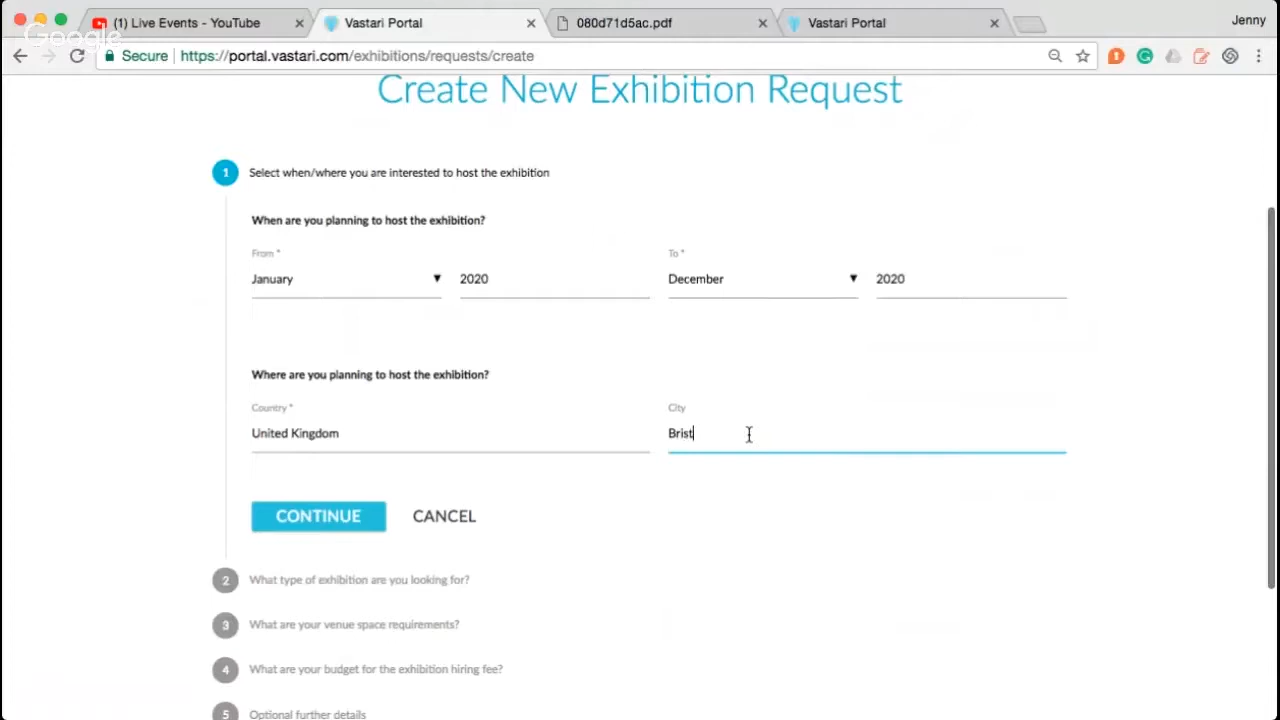 (1) Live Events - YouTube
Vastari Portal
080d71d5ac.pdf
Vastari Portal
Jenny
Google
Secure
https://portal.vastari.com/exhibitions/requests/create
Create New Exhibition Request
1 Select when/where you are interested to host the exhibition
When are you planning to host the exhibition?
From * To *
January 2020 December 2020
Where are you planning to host the exhibition?
Country * City
United Kingdom Brist
CONTINUE CANCEL
2 What type of exhibition are you looking for?
3 What are your venue space requirements?
4 What are your budget for the exhibition hiring fee?
5 Optional further details